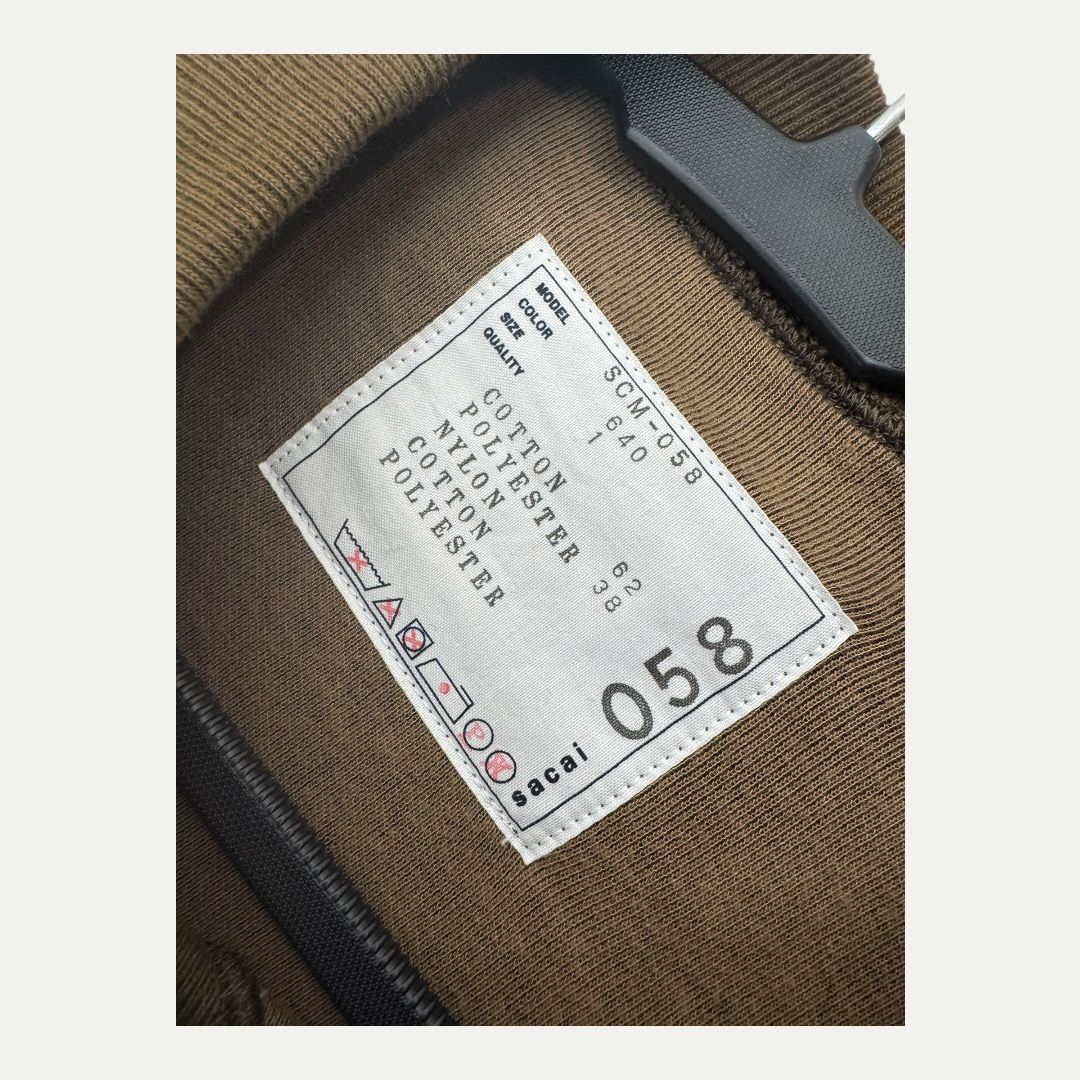 MODEL SCM-058
COLOR 640
SIZE 1
QUALITY
COTTON 62
POLYESTER 38
NYLON
COTTON
POLYESTER
058
P
sacai